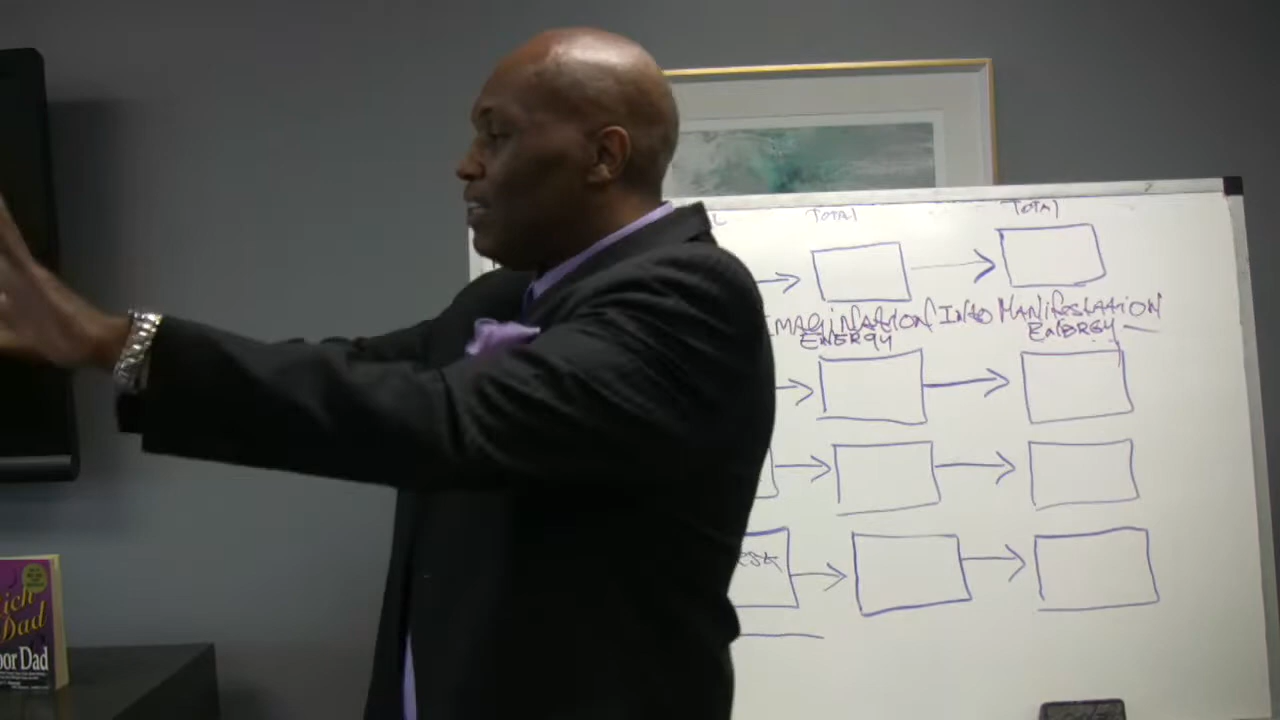 TOTAL TOTAL
IMAGINATION INTO MANIFESTATION
ENERGY ENERGY
Rich
Dad
Poor Dad